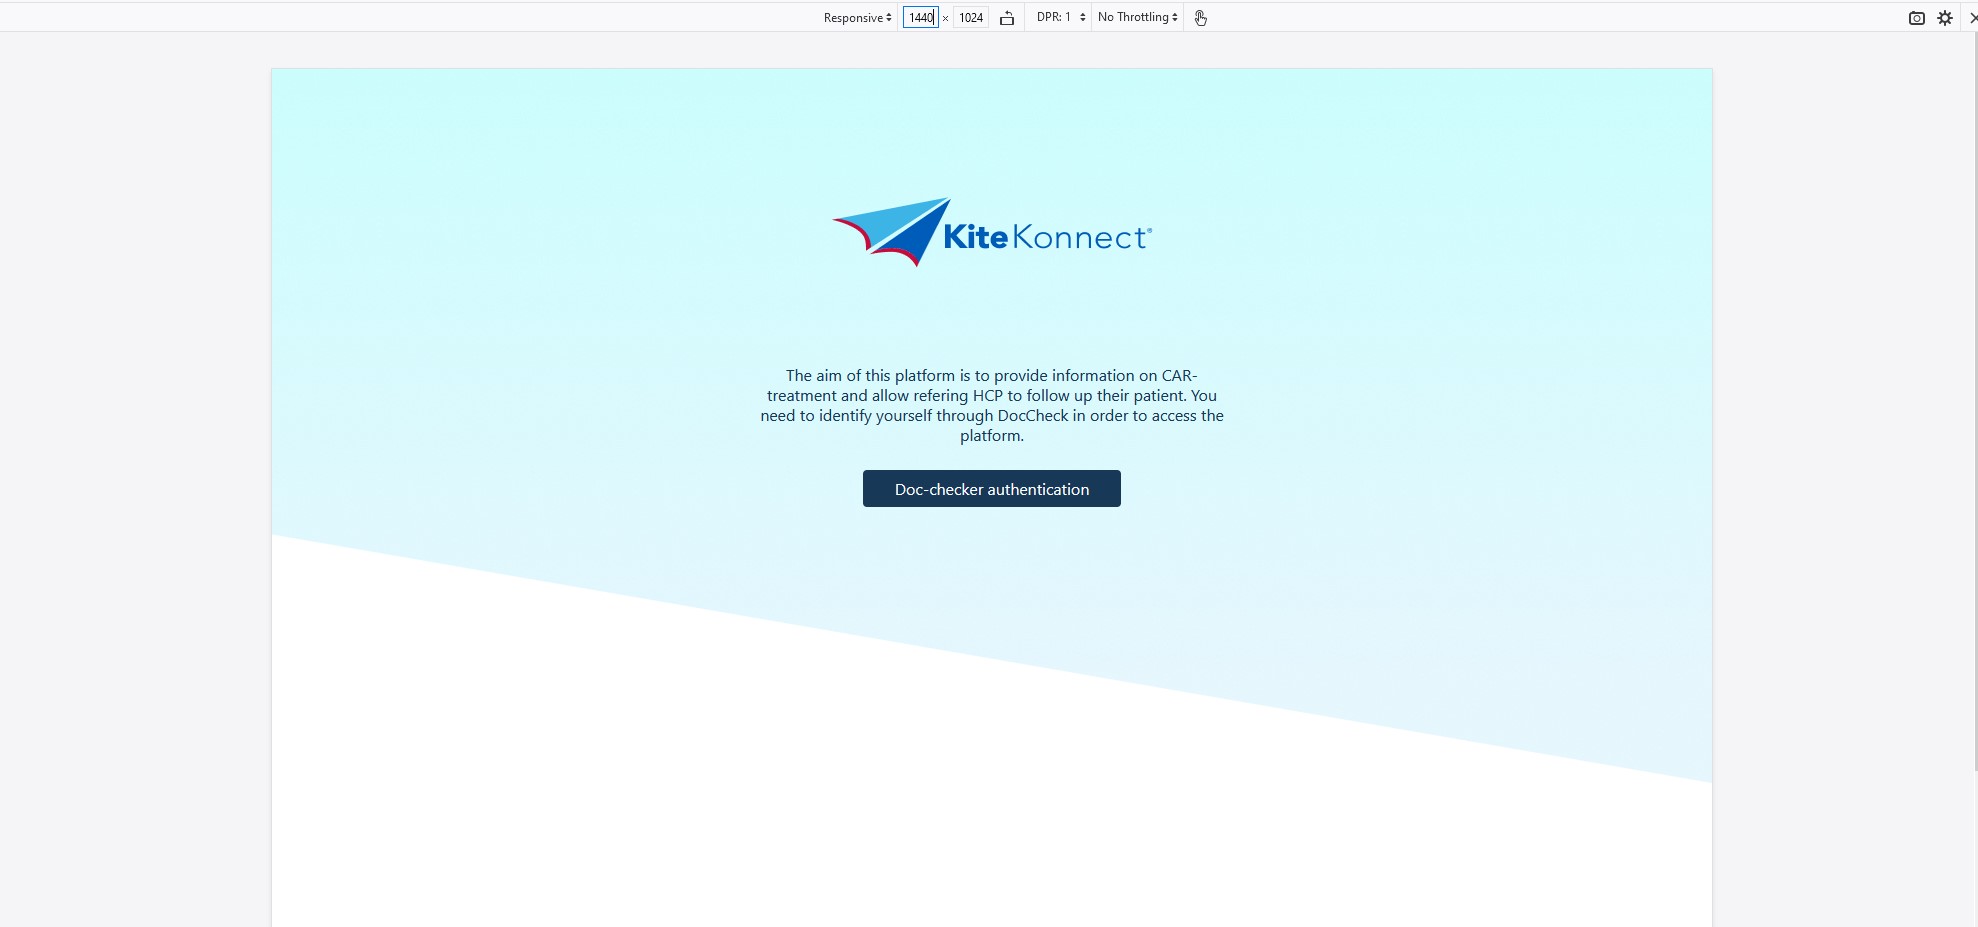 Responsive 1440 × 1024 DPR: 1 No Throttling
Kite Konnect®
The aim of this platform is to provide information on CAR-
treatment and allow refering HCP to follow up their patient. You
need to identify yourself through DocCheck in order to access the
platform.
Doc-checker authentication